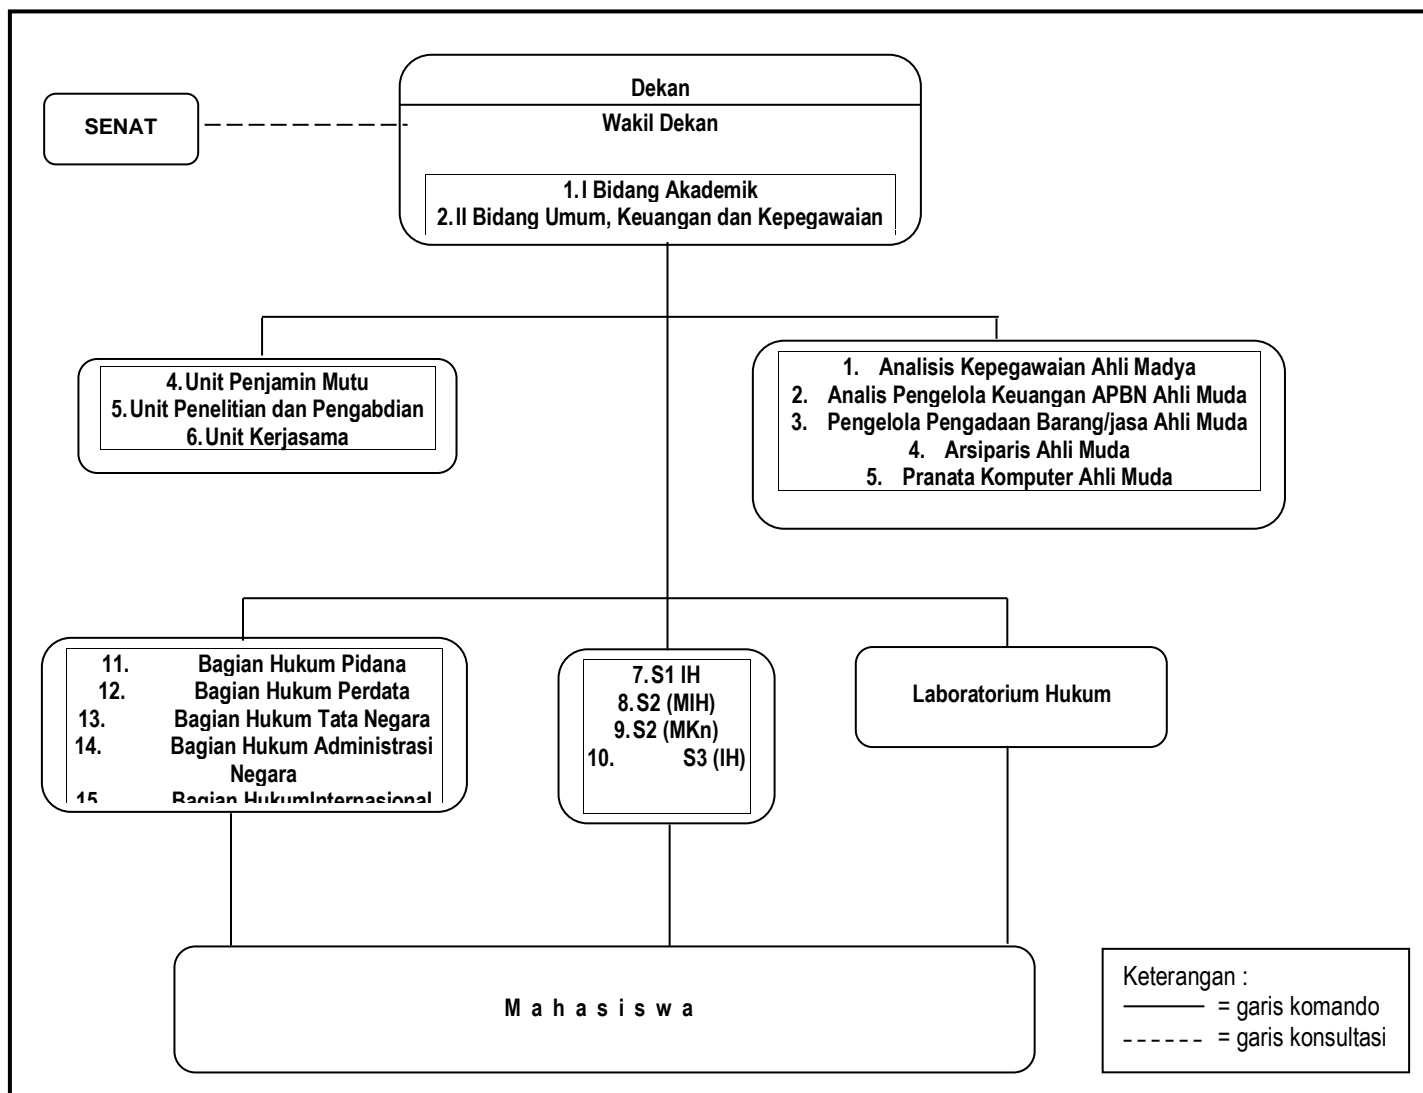 Dekan
SENAT
Wakil Dekan
1. I Bidang Akademik
2. II Bidang Umum, Keuangan dan Kepegawaian
4. Unit Penjamin Mutu
5. Unit Penelitian dan Pengabdian
6. Unit Kerjasama
1. Analisis Kepegawaian Ahli Madya
2. Analis Pengelola Keuangan APBN Ahli Muda
3. Pengelola Pengadaan Barang/jasa Ahli Muda
4. Arsiparis Ahli Muda
5. Pranata Komputer Ahli Muda
11. Bagian Hukum Pidana
12. Bagian Hukum Perdata
13. Bagian Hukum Tata Negara
14. Bagian Hukum Administrasi
Negara
15. Bagian HukumInternasional
7. S1 IH
8. S2 (MIH)
9. S2 (MKn)
10. S3 (IH)
Laboratorium Hukum
M a h a s i s w a
Keterangan :
= garis komando
= garis konsultasi